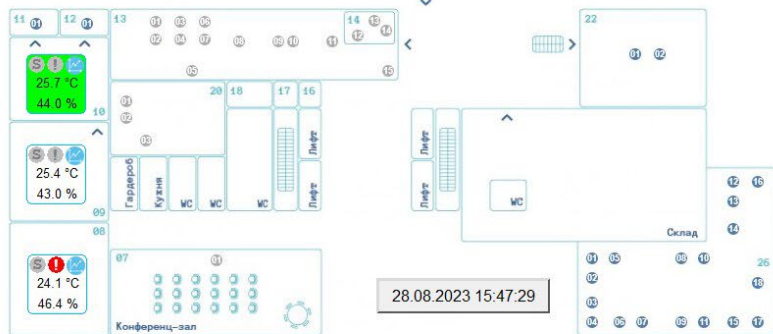 11 01
12 01
13 01 03 06
02 04 07 08 09 10 11
05 15
14 13
12 14
22
01 02
S ! 
25.7 °C
44.0 %
10
20 18 17 16
01
02
03
Лифт
Лифт
Лифт
Лифт
S !
25.4 °C
43.0 %
09
Гардероб
Кухня
WC
WC
WC
WC
Склад
12 16
13
14
08
S !
24.1 °C
46.4 %
07 01
Конференц-зал
28.08.2023 15:47:29
01 05 08 10 26
02 18
03
04 06 07 09 11 15 17